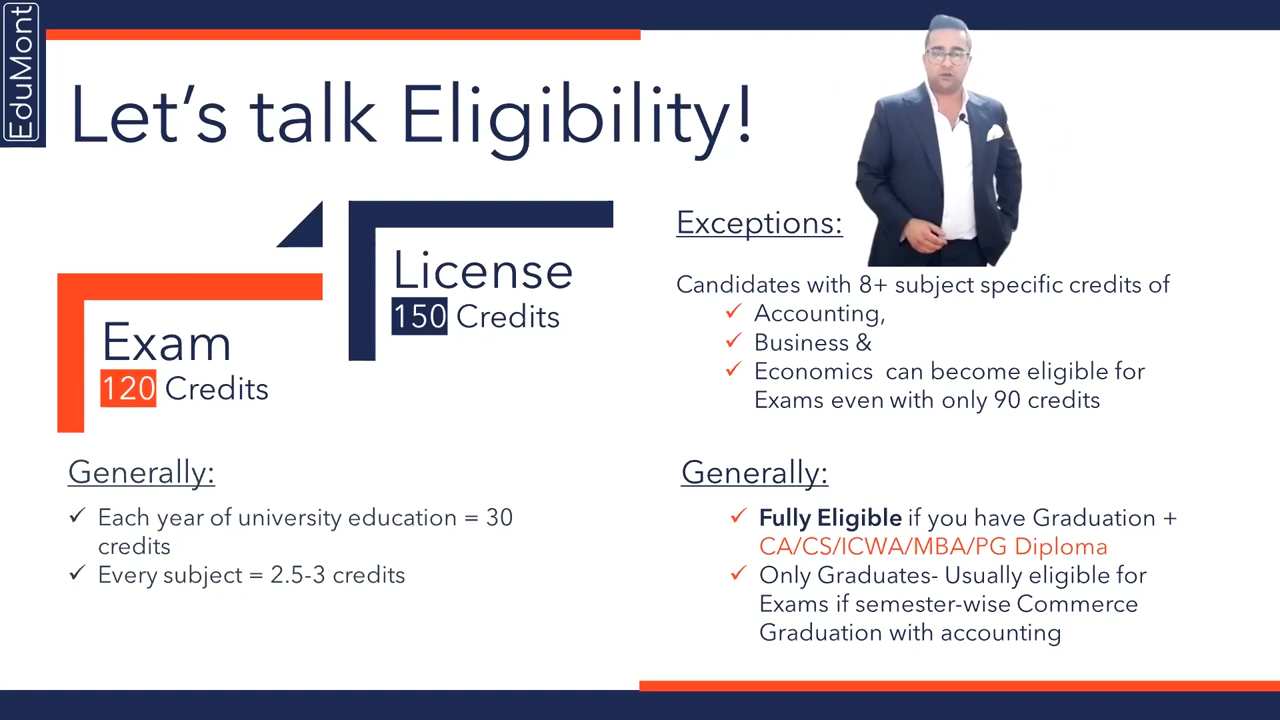 EduMont
Let's talk Eligibility!
License
150 Credits
Exam
120 Credits
Exceptions:
Candidates with 8+ subject specific credits of
✓ Accounting,
✓ Business &
✓ Economics can become eligible for
Exams even with only 90 credits
Generally:
✓ Each year of university education = 30
credits
✓ Every subject = 2.5-3 credits
Generally:
✓ Fully Eligible if you have Graduation +
CA/CS/ICWA/MBA/PG Diploma
✓ Only Graduates- Usually eligible for
Exams if semester-wise Commerce
Graduation with accounting